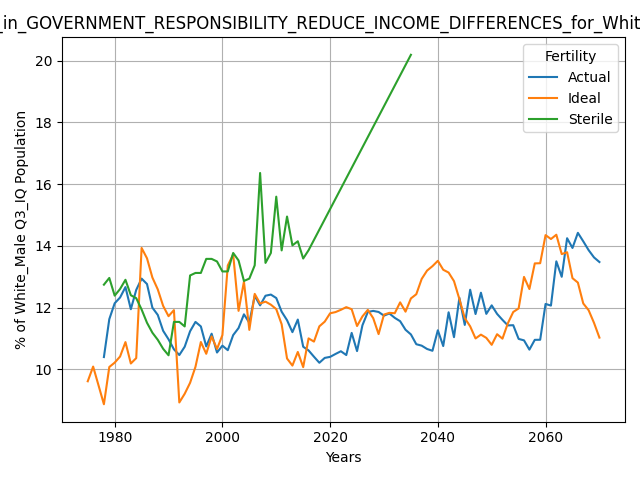 _in_GOVERNMENT_RESPONSIBILITY_REDUCE_INCOME_DIFFERENCES_for_Whit
Fertility
Actual
Ideal
Sterile
% of White_Male Q3_IQ Population
20
18
16
14
12
10
1980 2000 2020 2040 2060
Years